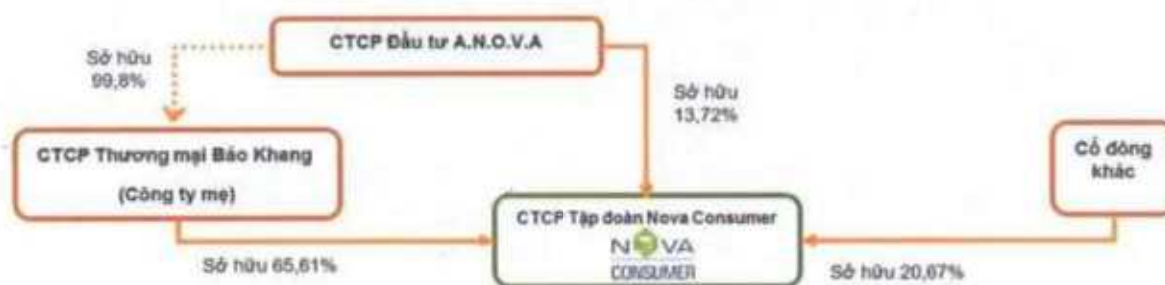 CTCP Đầu tư A.N.O.V.A
Sở hữu
99,8%
Sở hữu
13,72%
CTCP Thương mại Bảo Khang
(Công ty mẹ)
Cổ đông
khác
CTCP Tập đoàn Nova Consumer
NOVA
CONSUMER
Sở hữu 65,61%
Sở hữu 20,67%